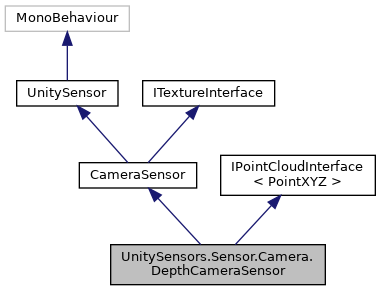 MonoBehaviour
UnitySensor
ITextureInterface
CameraSensor
IPointCloudInterface
< PointXYZ >
UnitySensors.Sensor.Camera.
DepthCameraSensor